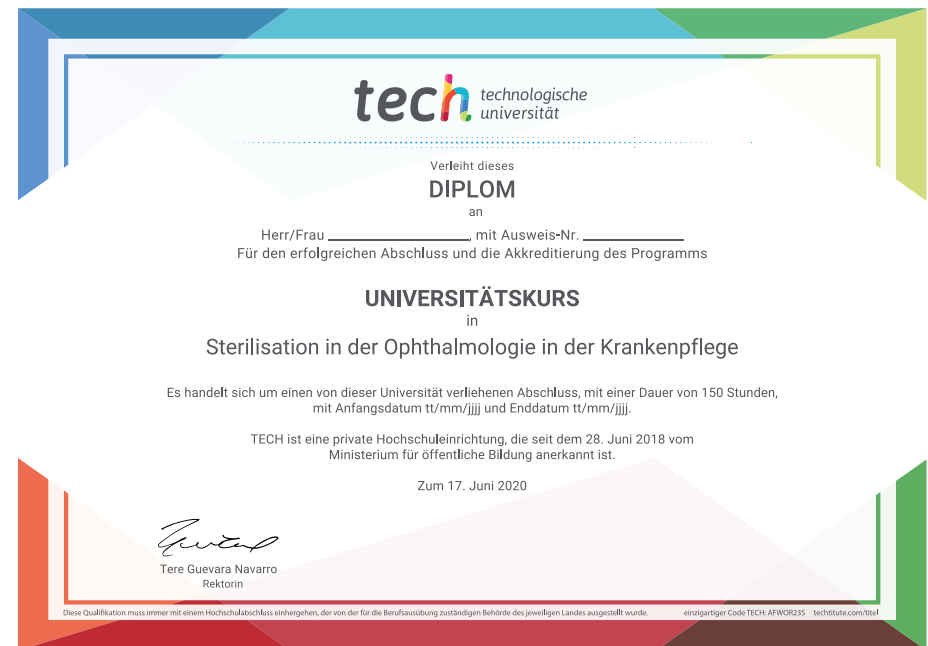 tech technologische
universität
Verleiht dieses
DIPLOM
an
Herr/Frau ________________, mit Ausweis-Nr. ____________
Für den erfolgreichen Abschluss und die Akkreditierung des Programms
UNIVERSITÄTSKURS
in
Sterilisation in der Ophthalmologie in der Krankenpflege
Es handelt sich um einen von dieser Universität verliehenen Abschluss, mit einer Dauer von 150 Stunden,
mit Anfangsdatum tt/mm/jjjj und Enddatum tt/mm/jjjj.
TECH ist eine private Hochschuleinrichtung, die seit dem 28. Juni 2018 vom
Ministerium für öffentliche Bildung anerkannt ist.
Zum 17. Juni 2020
Tere Guevara Navarro
Rektorin
Diese Qualifikation muss immer mit einem Hochschulabschluss einhergehen, der von der für die Berufsausübung zuständigen Behörde des jeweiligen Landes ausgestellt wurde. einzigartiger Code TECH: AFWOR23S techtitute.com/titel